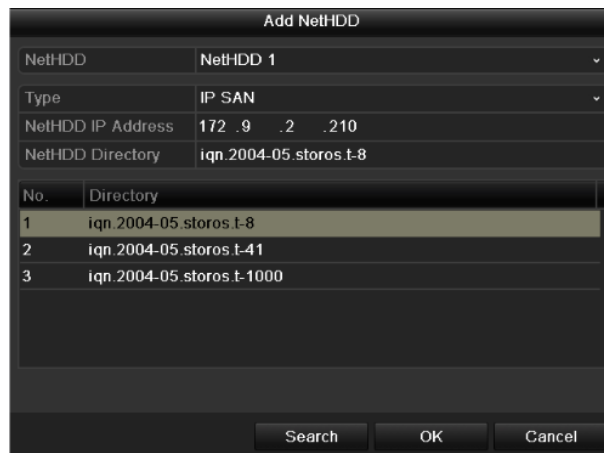 Add NetHDD
NetHDD NetHDD 1
Type IP SAN
NetHDD IP Address 172 .9 .2 .210
NetHDD Directory iqn.2004-05.storos.t-8
No. Directory
1 iqn.2004-05.storos.t-8
2 iqn.2004-05.storos.t-41
3 iqn.2004-05.storos.t-1000
Search OK Cancel